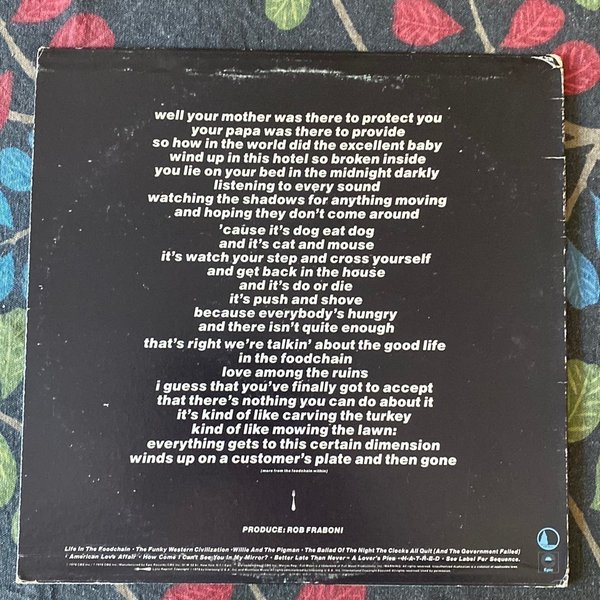 well your mother was there to protect you
your papa was there to provide
so how in the world did the excellent baby
wind up in this hotel so broken inside
you lie on your bed in the midnight darkly
listening to every sound
watching the shadows for anything moving
and hoping they don't come around
'cause it's dog eat dog
and it's cat and mouse
it's watch your step and cross yourself
and get back in the house
and it's do or die
it's push and shove
because everybody's hungry
and there isn't quite enough
that's right we're talkin' about the good life
in the foodchain
love among the ruins
i guess that you've finally got to accept
that there's nothing you can do about it
it's kind of like carving the turkey
kind of like mowing the lawn:
everything gets to this certain dimension
winds up on a customer's plate and then gone
(more from the foodchain within)
PRODUCE: ROB FRABONI
Life In The Foodchain • The Funky Western Civilization • Willie And The Pigman • The Ballad Of The Night The Clocks All Quit (And The Government Failed)
• American Love Affair • How Come I Can't See You In My Mirror? • Better Late Than Never • A Lover's Plea • H-A-T-R-E-D • See Label For Sequence.
Epic